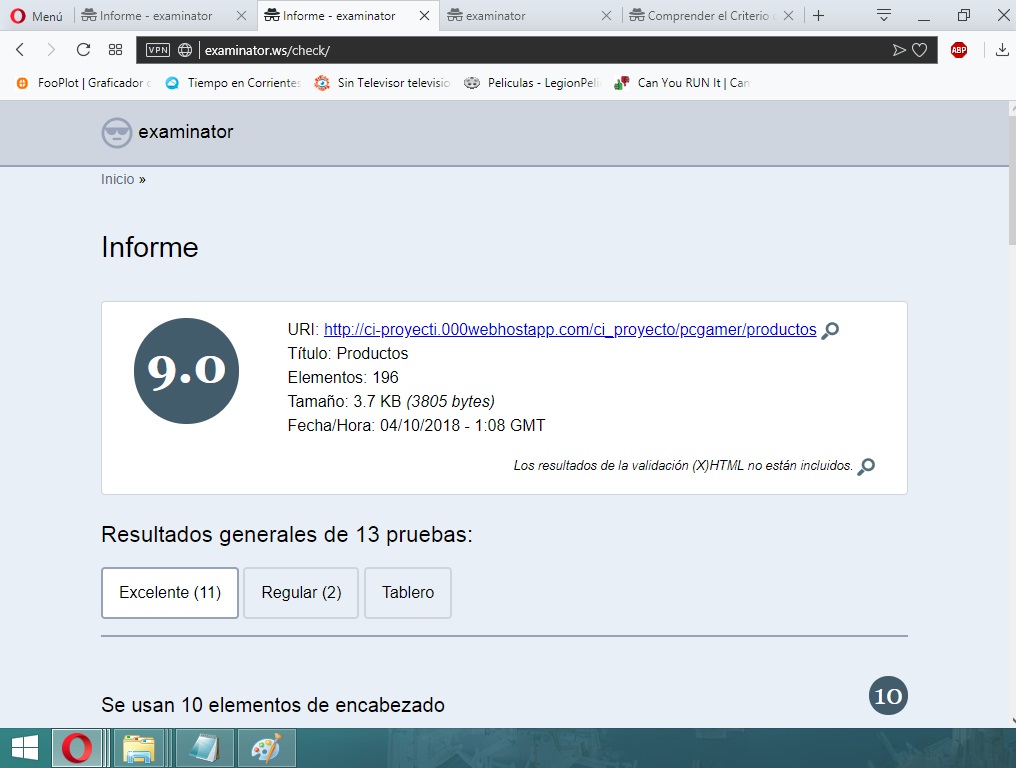 Menú
Informe - examinator
Informe - examinator
examinator
Comprender el Criterio
VPN
examinator.ws/check/
ABP
FooPlot | Graficador
Tiempo en Corrientes
Sin Televisor televisio
Películas - LegionPeli
Can You RUN It | Can
examinator
Inicio »
Informe
9.0
URI: http://ci-proyecti.000webhostapp.com/ci_proyecto/pcgamer/productos
Título: Productos
Elementos: 196
Tamaño: 3.7 KB (3805 bytes)
Fecha/Hora: 04/10/2018 - 1:08 GMT
Los resultados de la validación (X)HTML no están incluidos.
Resultados generales de 13 pruebas:
Excelente (11)
Regular (2)
Tablero
Se usan 10 elementos de encabezado
10